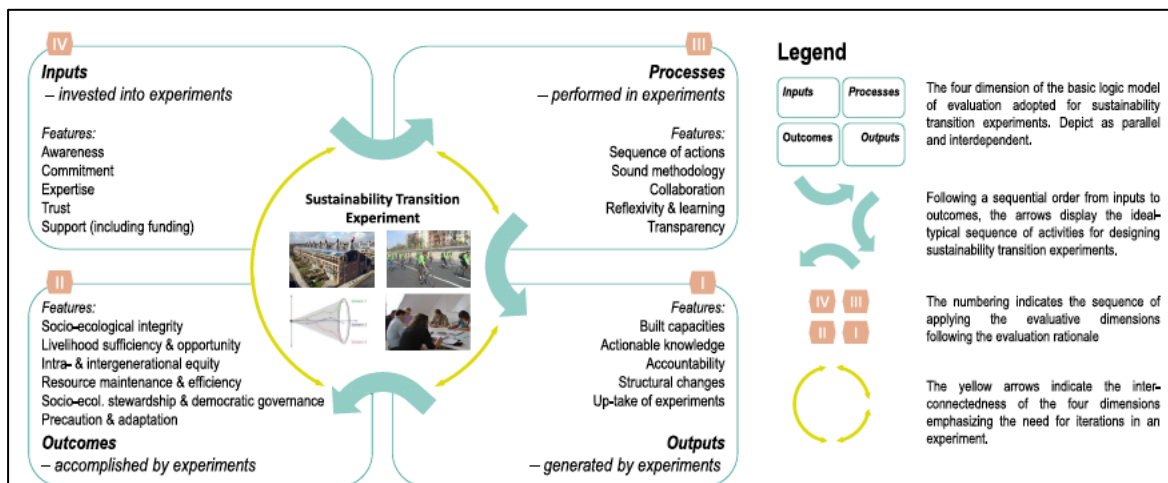 IV
Inputs
– invested into experiments
Features:
Awareness
Commitment
Expertise
Trust
Support (including funding)
III
Processes
– performed in experiments
Features:
Sequence of actions
Sound methodology
Collaboration
Reflexivity & learning
Transparency
Sustainability Transition
Experiment
II
Features:
Socio-ecological integrity
Livelihood sufficiency & opportunity
Intra- & intergenerational equity
Resource maintenance & efficiency
Socio-ecol. stewardship & democratic governance
Precaution & adaptation
Outcomes
– accomplished by experiments
I
Features:
Built capacities
Actionable knowledge
Accountability
Structural changes
Up-take of experiments
Outputs
– generated by experiments
Legend
Inputs
Processes
Outcomes
Outputs
The four dimension of the basic logic model
of evaluation adopted for sustainability
transition experiments. Depict as parallel
and interdependent.
Following a sequential order from inputs to
outcomes, the arrows display the ideal-
typical sequence of activities for designing
sustainability transition experiments.
IV III
II I
The numbering indicates the sequence of
applying the evaluative dimensions
following the evaluation rationale
The yellow arrows indicate the inter-
connectedness of the four dimensions
emphasizing the need for iterations in an
experiment.